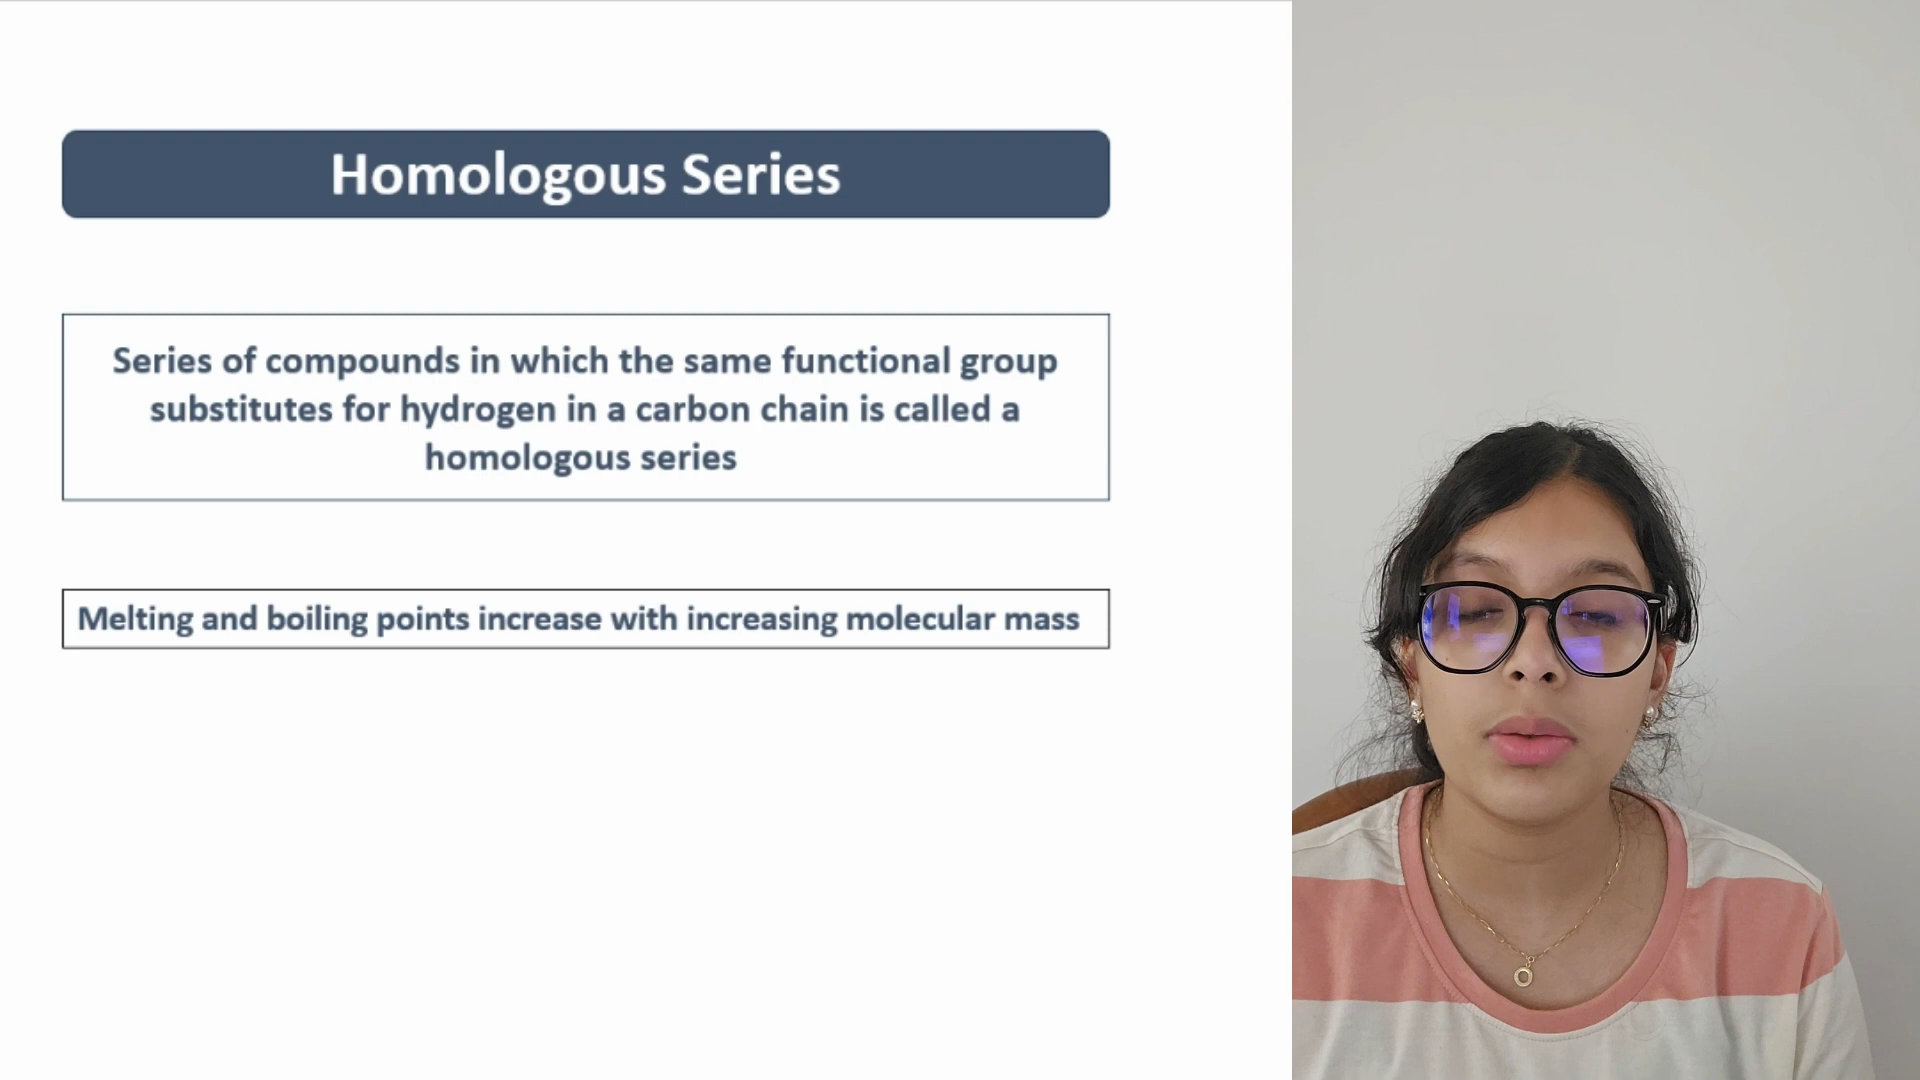 Homologous Series
Series of compounds in which the same functional group
substitutes for hydrogen in a carbon chain is called a
homologous series
Melting and boiling points increase with increasing molecular mass